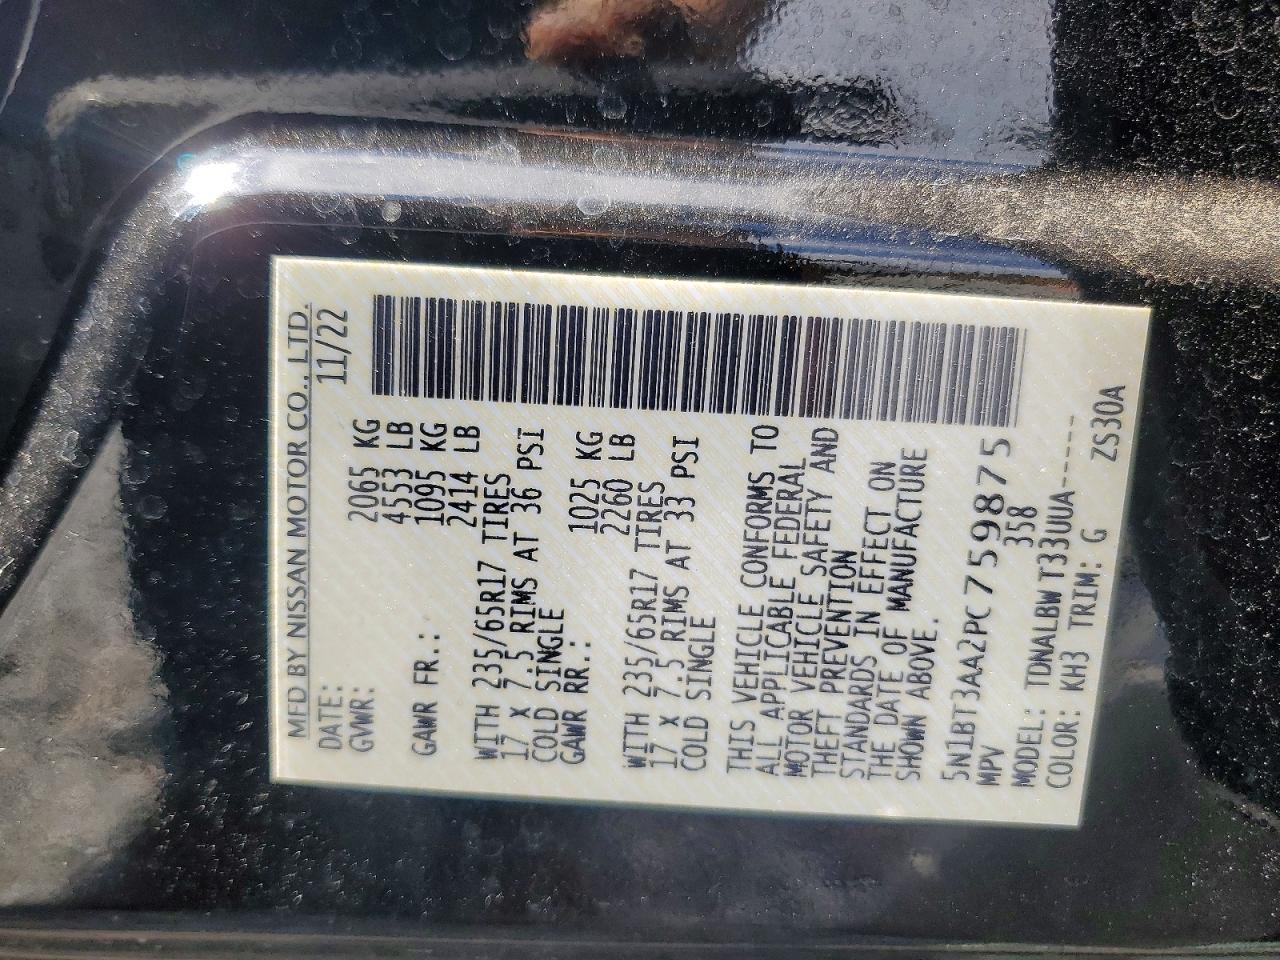 MFD BY NISSAN MOTOR CO., LTD.
DATE: 11/22
GVWR: 2065 KG
4553 LB
GAWR FR.: 1095 KG
2414 LB
WITH 235/65R17 TIRES
17 x 7.5 RIMS AT 36 PSI
COLD SINGLE
GAWR RR.: 1025 KG
2260 LB
WITH 235/65R17 TIRES
17 x 7.5 RIMS AT 33 PSI
COLD SINGLE
THIS VEHICLE CONFORMS TO
ALL APPLICABLE FEDERAL
MOTOR VEHICLE SAFETY AND
THEFT PREVENTION
STANDARDS IN EFFECT ON
THE DATE OF MANUFACTURE
SHOWN ABOVE.
5N1BT3AA2PC759875
MPV 358
MODEL: TDNALBW T33UUA-----
COLOR: KH3 TRIM: G ZS30A